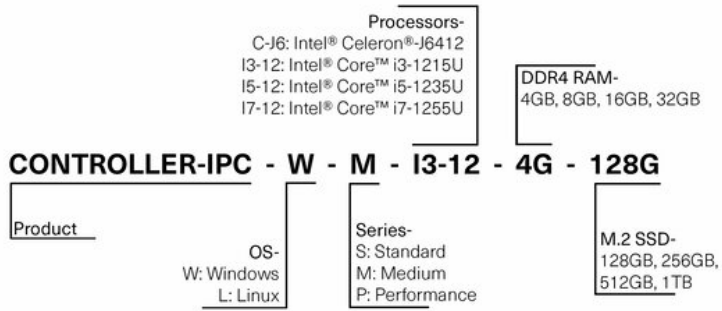 Processors-
C-J6: Intel® Celeron®-J6412
I3-12: Intel® Core™ i3-1215U
I5-12: Intel® Core™ i5-1235U
I7-12: Intel® Core™ i7-1255U
DDR4 RAM-
4GB, 8GB, 16GB, 32GB
CONTROLLER-IPC - W - M - I3-12 - 4G - 128G
Product
OS-
W: Windows
L: Linux
Series-
S: Standard
M: Medium
P: Performance
M.2 SSD-
128GB, 256GB,
512GB, 1TB